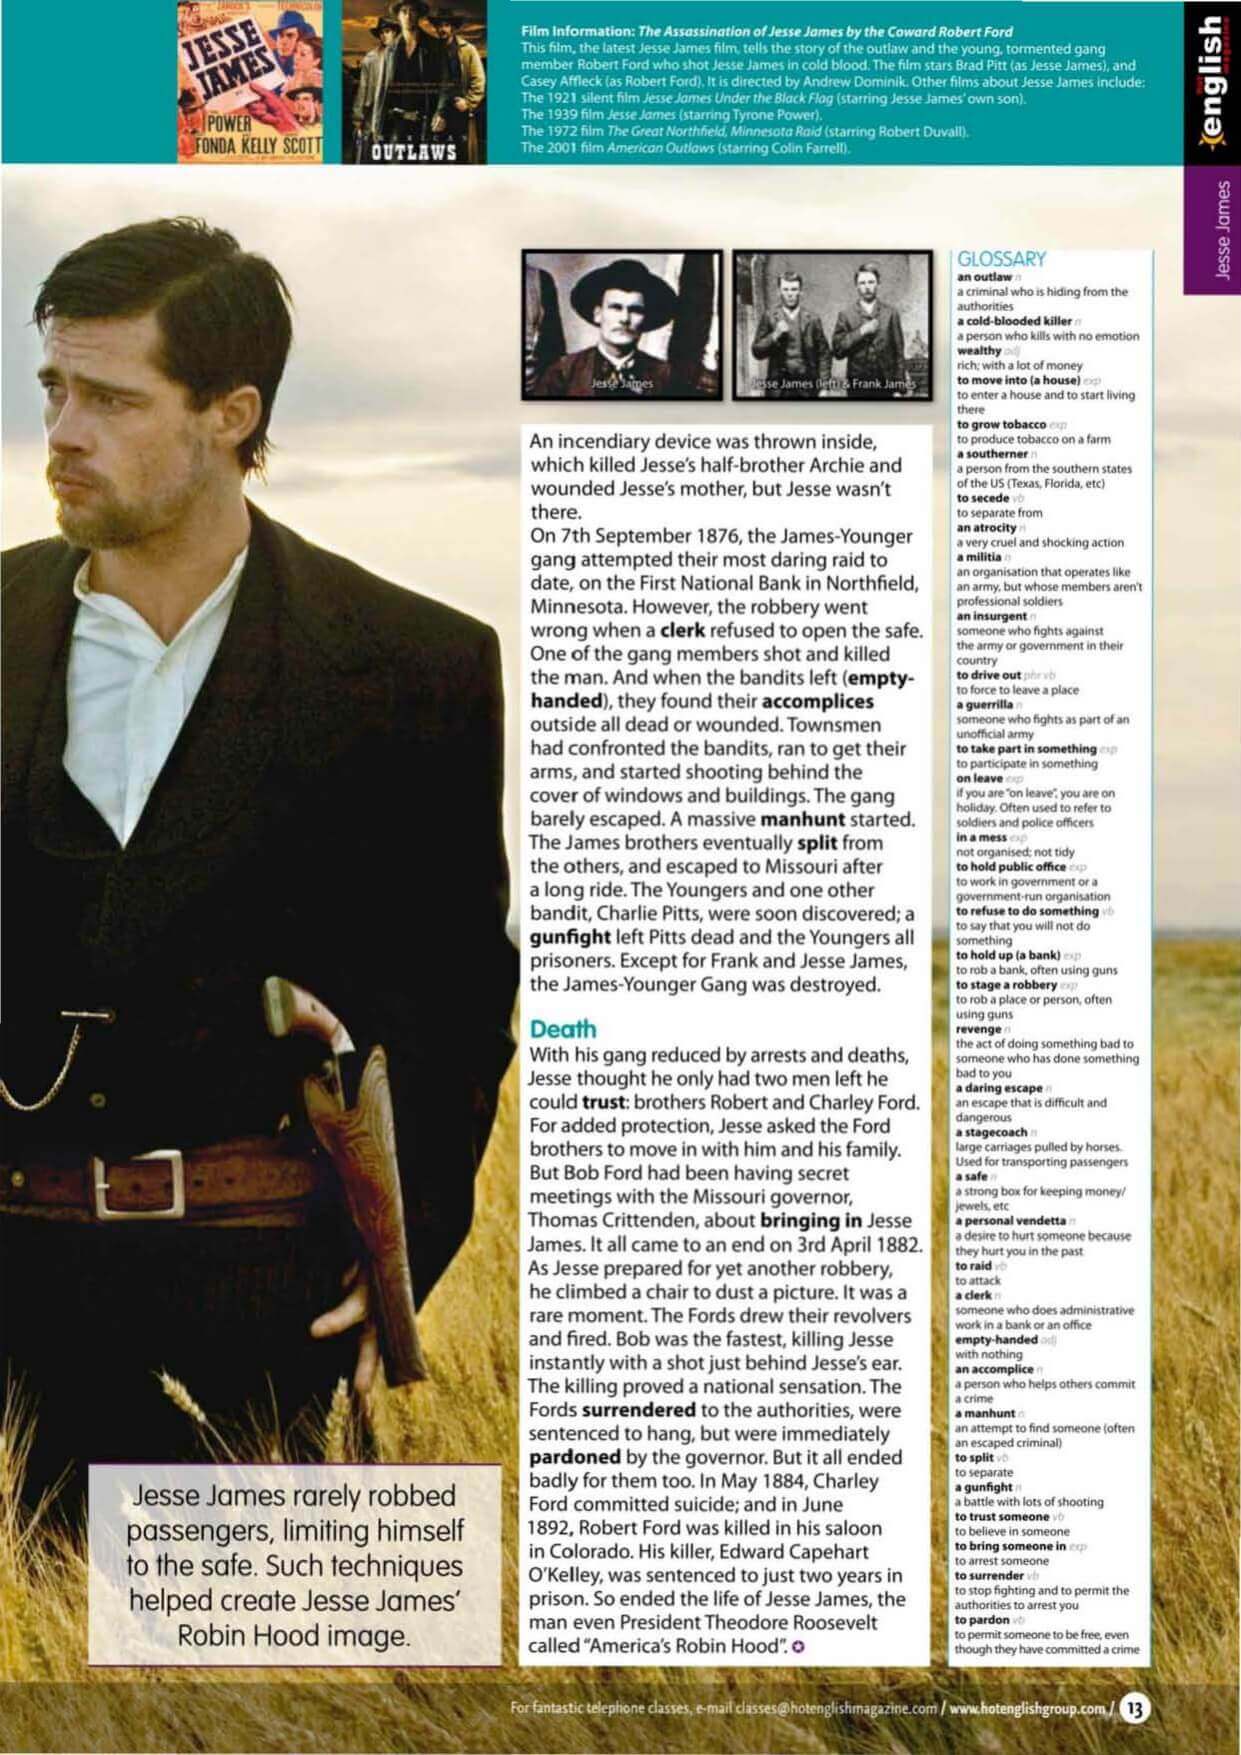 JESSE
JAMES
POWER
FONDA KELLY SCOTT
AMERICAN
OUTLAWS
Film Information: The Assassination of Jesse James by the Coward Robert Ford
This film, the latest Jesse James film, tells the story of the outlaw and the young, tormented gang
member Robert Ford who shot Jesse James in cold blood. The film stars Brad Pitt (as Jesse James), and
Casey Affleck (as Robert Ford). It is directed by Andrew Dominik. Other films about Jesse James include:
The 1921 silent film Jesse James Under the Black Flag (starring Jesse James' own son).
The 1939 film Jesse James (starring Tyrone Power).
The 1972 film The Great Northfield, Minnesota Raid (starring Robert Duvall).
The 2001 film American Outlaws (starring Colin Farrell).
hot
english
magazine
Jesse James
Jesse James
Jesse James (left) & Frank James
An incendiary device was thrown inside,
which killed Jesse's half-brother Archie and
wounded Jesse's mother, but Jesse wasn't
there.
On 7th September 1876, the James-Younger
gang attempted their most daring raid to
date, on the First National Bank in Northfield,
Minnesota. However, the robbery went
wrong when a clerk refused to open the safe.
One of the gang members shot and killed
the man. And when the bandits left (empty-
handed), they found their accomplices
outside all dead or wounded. Townsmen
had confronted the bandits, ran to get their
arms, and started shooting behind the
cover of windows and buildings. The gang
barely escaped. A massive manhunt started.
The James brothers eventually split from
the others, and escaped to Missouri after
a long ride. The Youngers and one other
bandit, Charlie Pitts, were soon discovered; a
gunfight left Pitts dead and the Youngers all
prisoners. Except for Frank and Jesse James,
the James-Younger Gang was destroyed.
Death
With his gang reduced by arrests and deaths,
Jesse thought he only had two men left he
could trust: brothers Robert and Charley Ford.
For added protection, Jesse asked the Ford
brothers to move in with him and his family.
But Bob Ford had been having secret
meetings with the Missouri governor,
Thomas Crittenden, about bringing in Jesse
James. It all came to an end on 3rd April 1882.
As Jesse prepared for yet another robbery,
he climbed a chair to dust a picture. It was a
rare moment. The Fords drew their revolvers
and fired. Bob was the fastest, killing Jesse
instantly with a shot just behind Jesse's ear.
The killing proved a national sensation. The
Fords surrendered to the authorities, were
sentenced to hang, but were immediately
pardoned by the governor. But it all ended
badly for them too. In May 1884, Charley
Ford committed suicide; and in June
1892, Robert Ford was killed in his saloon
in Colorado. His killer, Edward Capehart
O'Kelley, was sentenced to just two years in
prison. So ended the life of Jesse James, the
man even President Theodore Roosevelt
called "America's Robin Hood".
GLOSSARY
an outlaw n
a criminal who is hiding from the
authorities
a cold-blooded killer n
a person who kills with no emotion
wealthy adj
rich; with a lot of money
to move into (a house) exp
to enter a house and to start living
there
to grow tobacco exp
to produce tobacco on a farm
a southerner n
a person from the southern states
of the US (Texas, Florida, etc)
to secede vb
to separate from
an atrocity n
a very cruel and shocking action
a militia n
an organisation that operates like
an army, but whose members aren't
professional soldiers
an insurgent n
someone who fights against
the army or government in their
country
to drive out phr vb
to force to leave a place
a guerrilla n
someone who fights as part of an
unofficial army
to take part in something exp
to participate in something
on leave exp
if you are "on leave", you are on
holiday. Often used to refer to
soldiers and police officers
in a mess exp
not organised; not tidy
to hold public office exp
to work in government or a
government-run organisation
to refuse to do something vb
to say that you will not do
something
to hold up (a bank) exp
to rob a bank, often using guns
to stage a robbery exp
to rob a place or person, often
using guns
revenge n
the act of doing something bad to
someone who has done something
bad to you
a daring escape n
an escape that is difficult and
dangerous
a stagecoach n
large carriages pulled by horses.
Used for transporting passengers
a safe n
a strong box for keeping money/
jewels, etc
a personal vendetta n
a desire to hurt someone because
they hurt you in the past
to raid vb
to attack
a clerk n
someone who does administrative
work in a bank or an office
empty-handed adj
with nothing
an accomplice n
a person who helps others commit
a crime
a manhunt n
an attempt to find someone (often
an escaped criminal)
to split vb
to separate
a gunfight n
a battle with lots of shooting
to trust someone vb
to believe in someone
to bring someone in exp
to arrest someone
to surrender vb
to stop fighting and to permit the
authorities to arrest you
to pardon vb
to permit someone to be free, even
though they have committed a crime
Jesse James rarely robbed
passengers, limiting himself
to the safe. Such techniques
helped create Jesse James'
Robin Hood image.
For fantastic telephone classes, e-mail classes@hotenglishmagazine.com / www.hotenglishgroup.com / 13